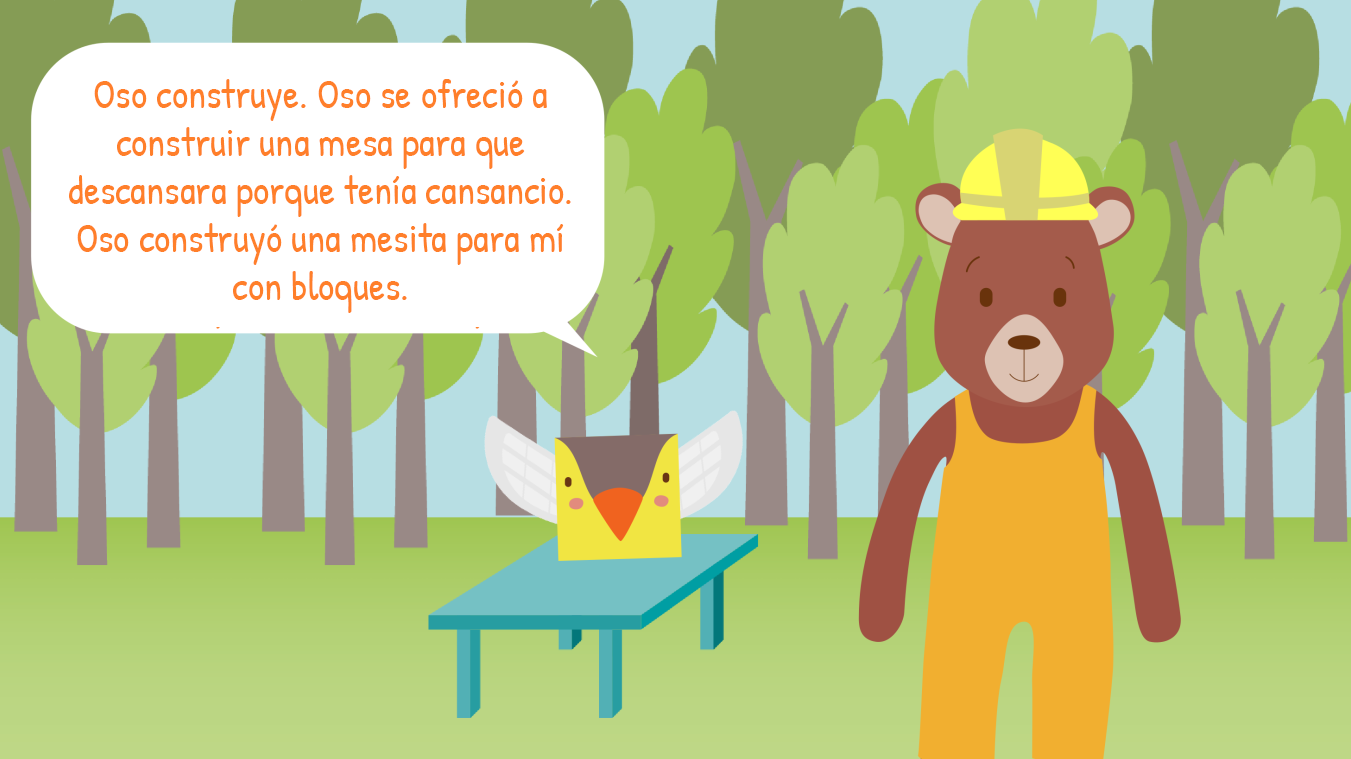 Oso construye. Oso se ofreció a
construir una mesa para que
descansara porque tenía cansancio.
Oso construyó una mesita para mí
con bloques.